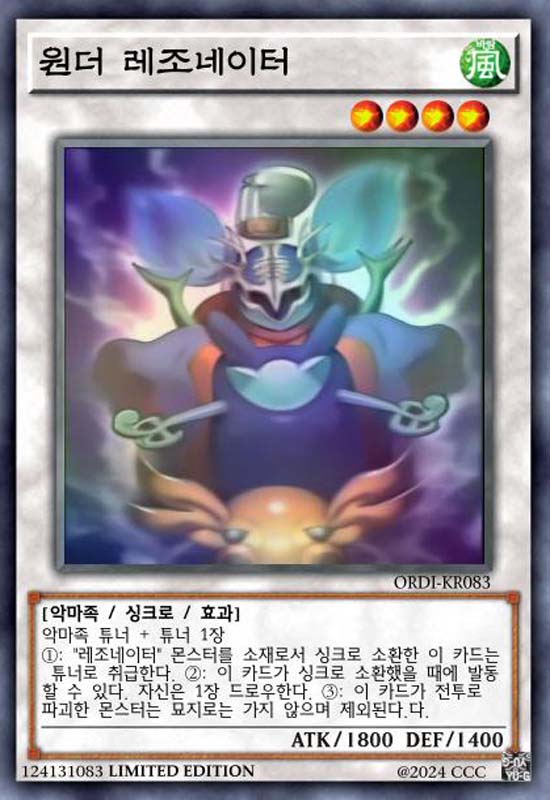 원더 레조네이터
바람
風
ORDI-KR083
[악마족 / 싱크로 / 효과]
악마족 튜너 + 튜너 1장
①: "레조네이터" 몬스터를 소재로서 싱크로 소환한 이 카드는
튜너로 취급한다. ②: 이 카드가 싱크로 소환했을 때에 발동
할 수 있다. 자신은 1장 드로우한다. ③: 이 카드가 전투로
파괴한 몬스터는 묘지로는 가지 않으며 제외된다.다.
ATK/1800 DEF/1400
124131083 LIMITED EDITION
@2024 CCC